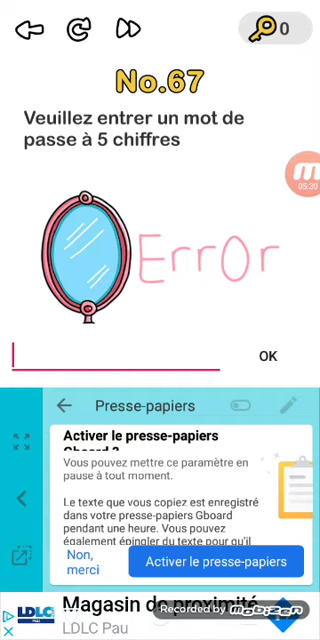 0
No.67
Veuillez entrer un mot de
passe à 5 chiffres
05:30
Error
OK
Presse-papiers
Activer le presse-papiers
Vous pouvez mettre ce paramètre en
pause à tout moment.
Le texte que vous copiez est enregistré
dans votre presse-papiers Gboard
pendant une heure. Vous pouvez
également épingler du texte pour qu'il
Non,
merci
Activer le presse-papiers
LDLC
Magasin de proximité
LDLC Pau
Recorded by mobizen